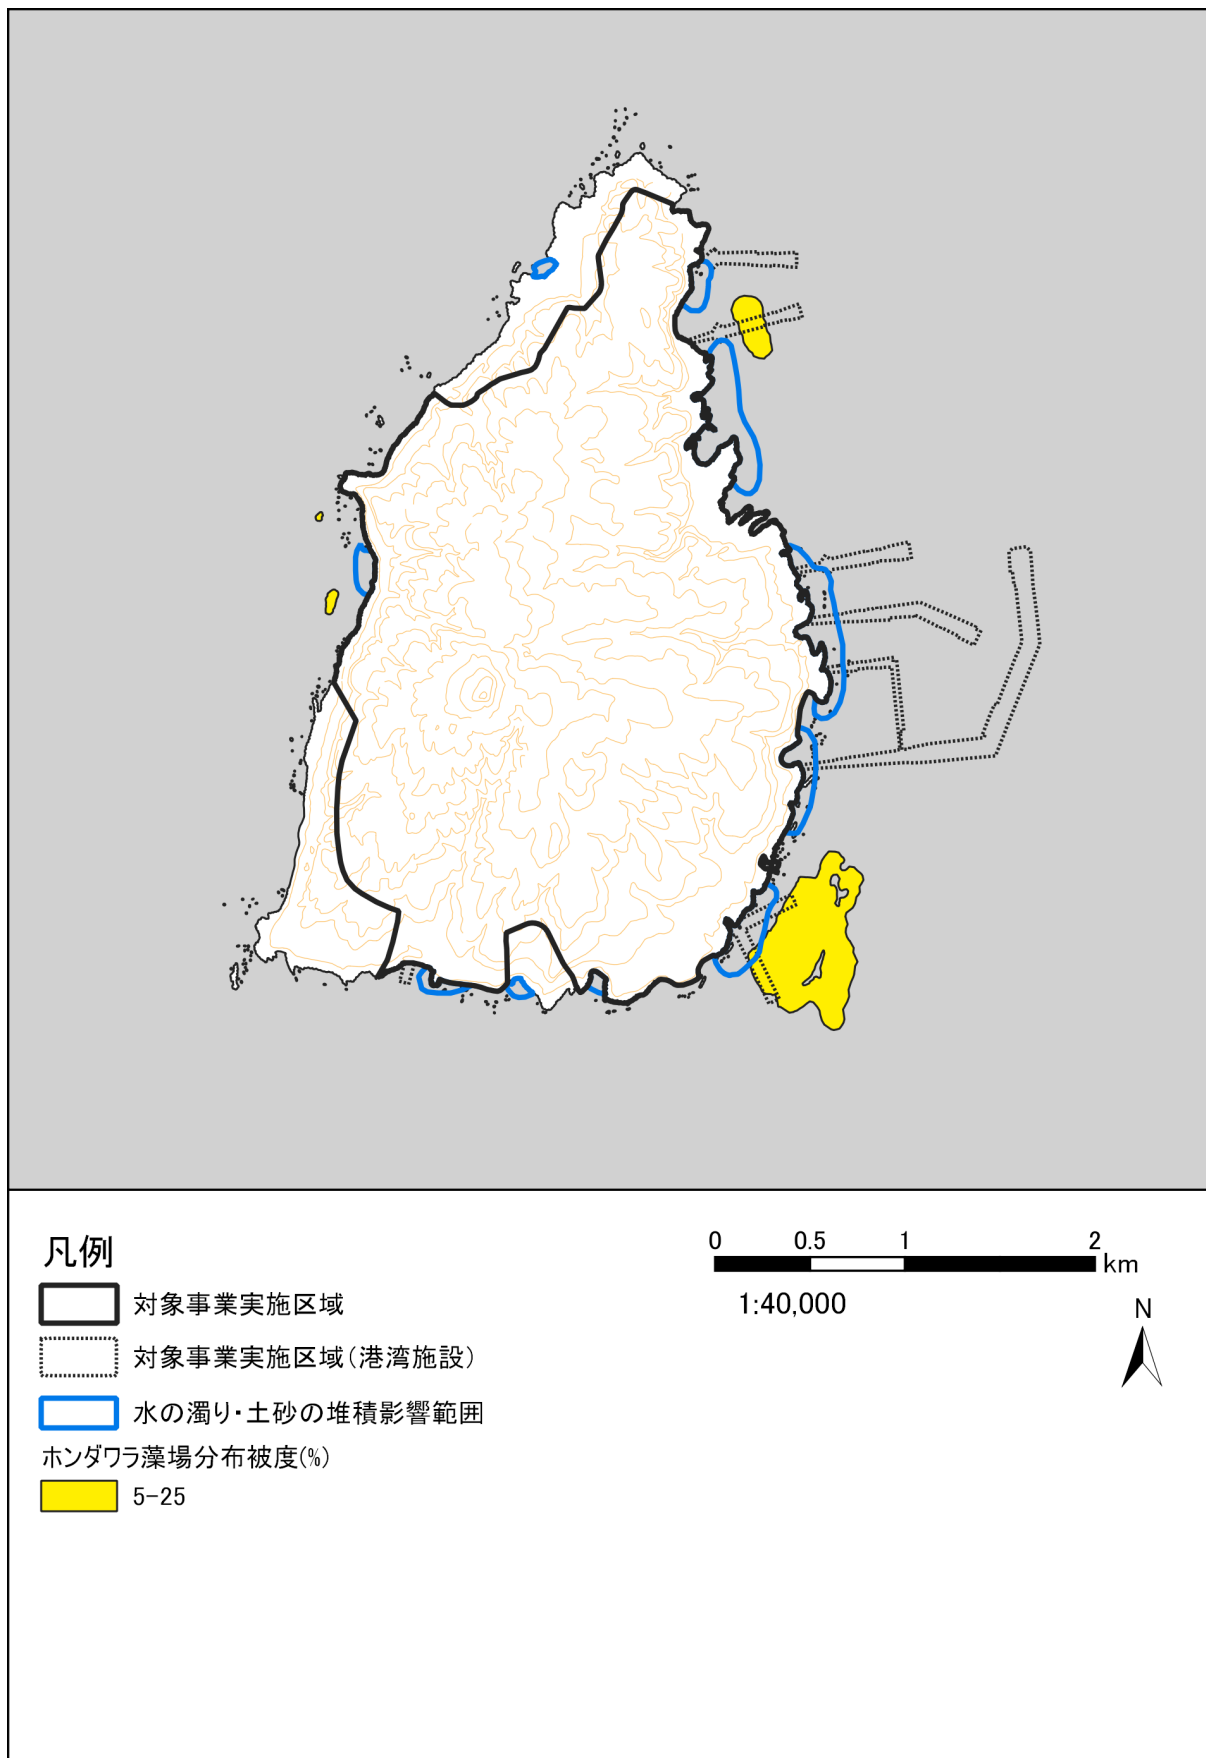 凡例
対象事業実施区域
対象事業実施区域(港湾施設)
水の濁り・土砂の堆積影響範囲
ホンダワラ藻場分布被度(%)
5-25
0 0.5 1 2
km
1:40,000
N